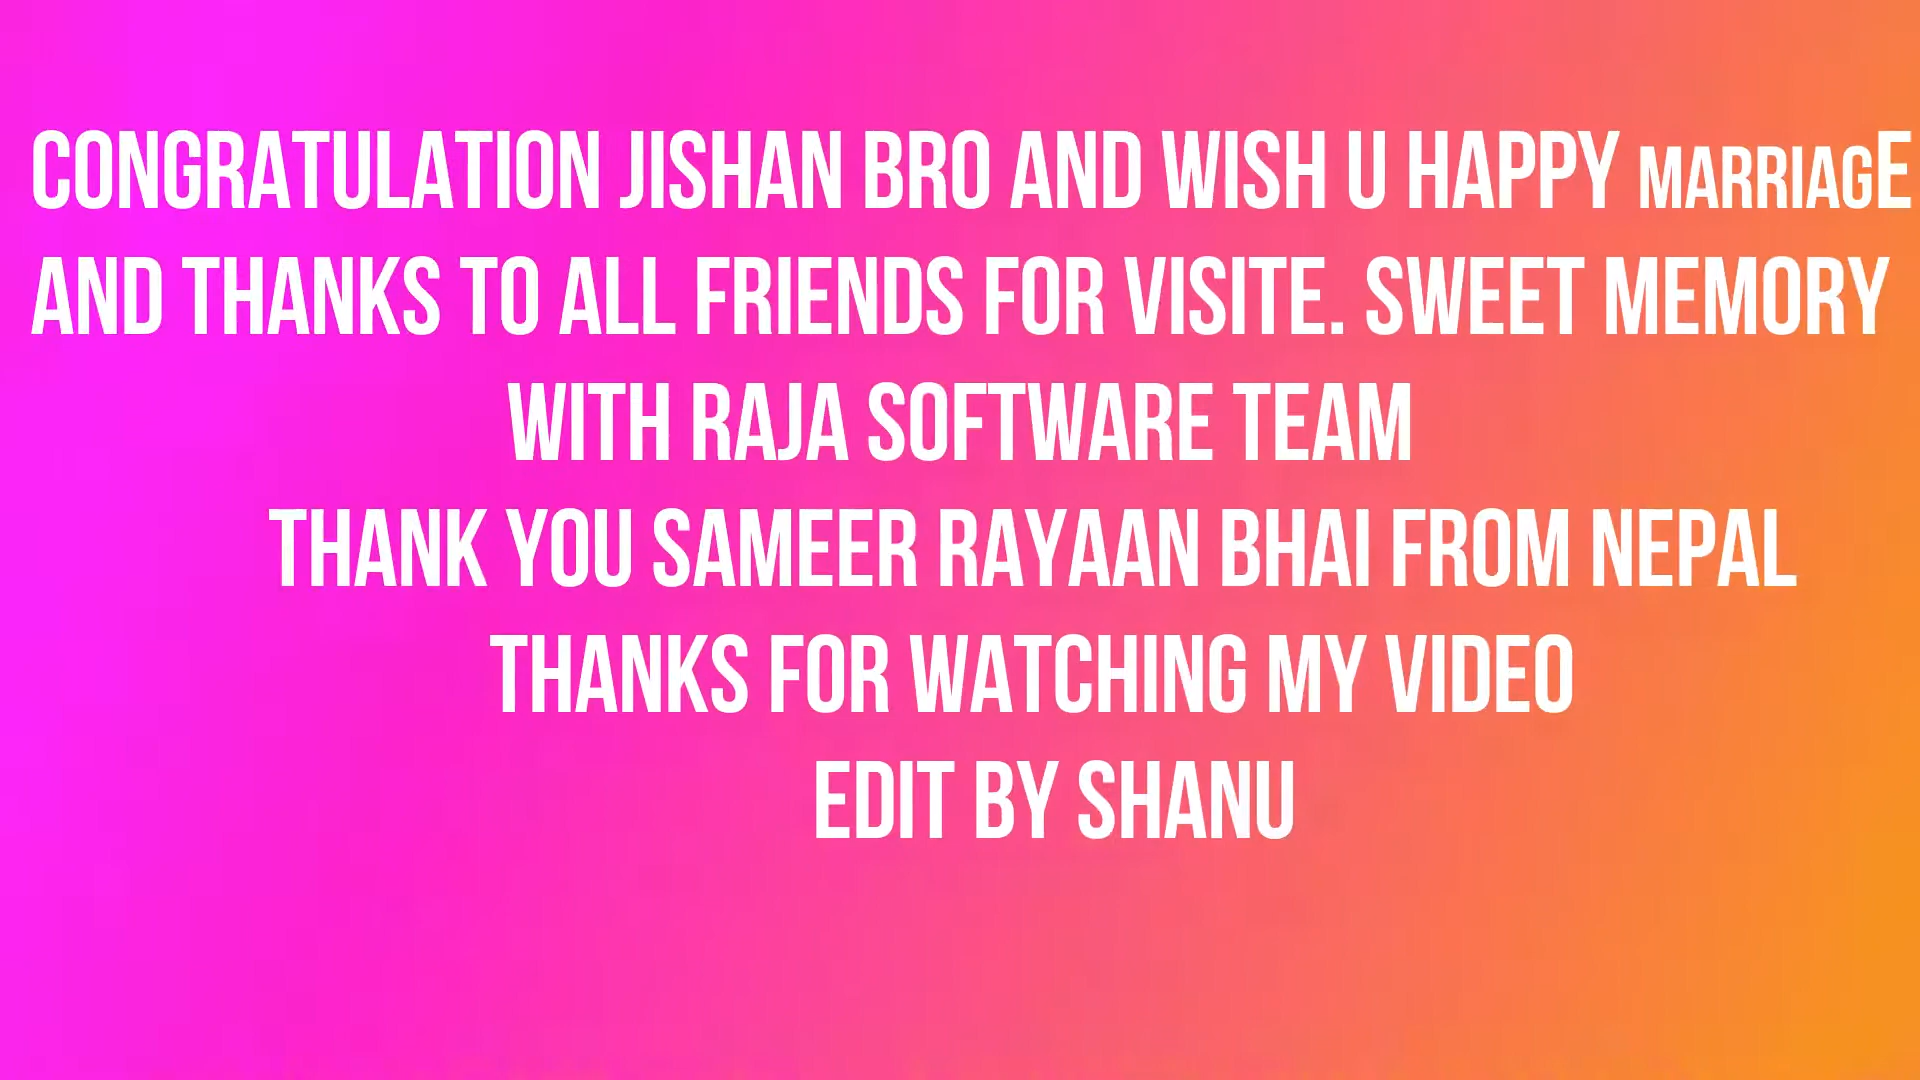 CONGRATULATION JISHAN BRO AND WISH U HAPPY MARRIAGE
AND THANKS TO ALL FRIENDS FOR VISITE. SWEET MEMORY
WITH RAJA SOFTWARE TEAM
THANK YOU SAMEER RAYAAN BHAI FROM NEPAL
THANKS FOR WATCHING MY VIDEO
EDIT BY SHANU